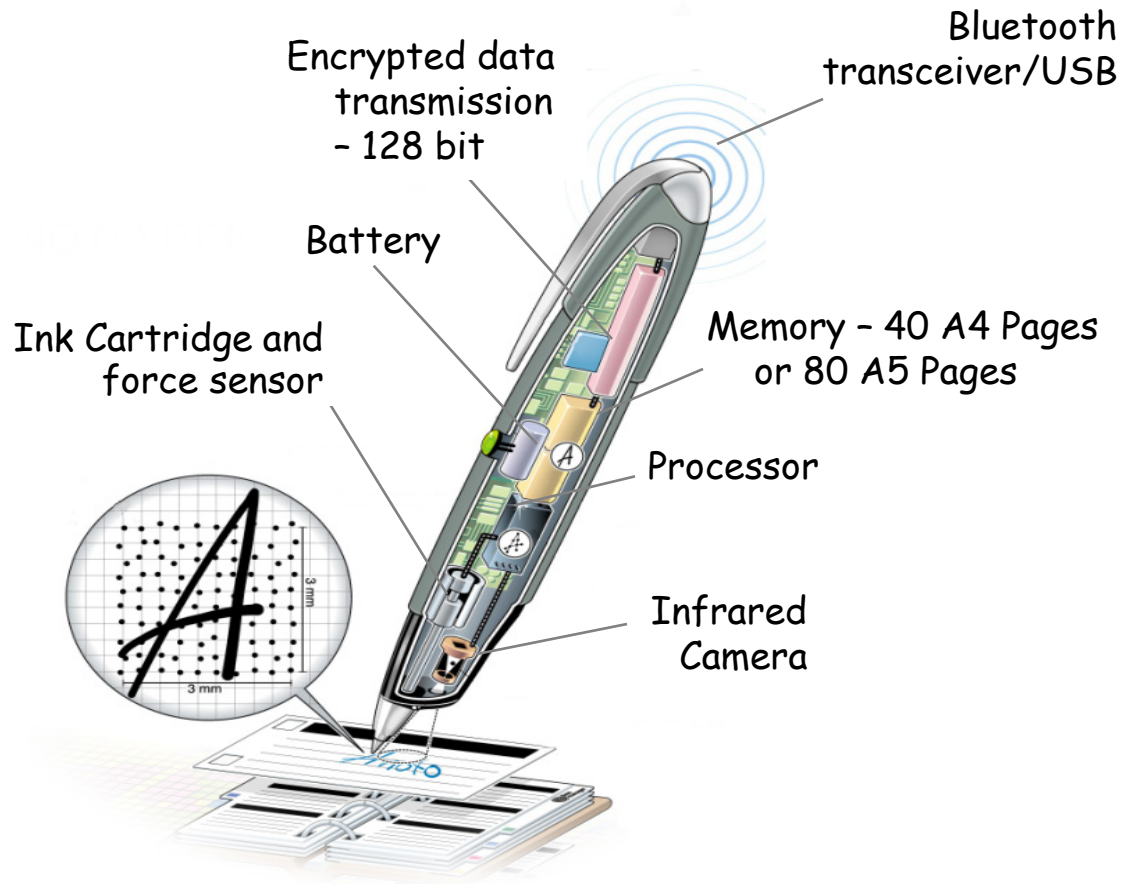 Bluetooth
transceiver/USB
Encrypted data
transmission
– 128 bit
Battery
Ink Cartridge and
force sensor
Memory – 40 A4 Pages
or 80 A5 Pages
Processor
A
A
Infrared
Camera
A
3 mm
3 mm
Anoto